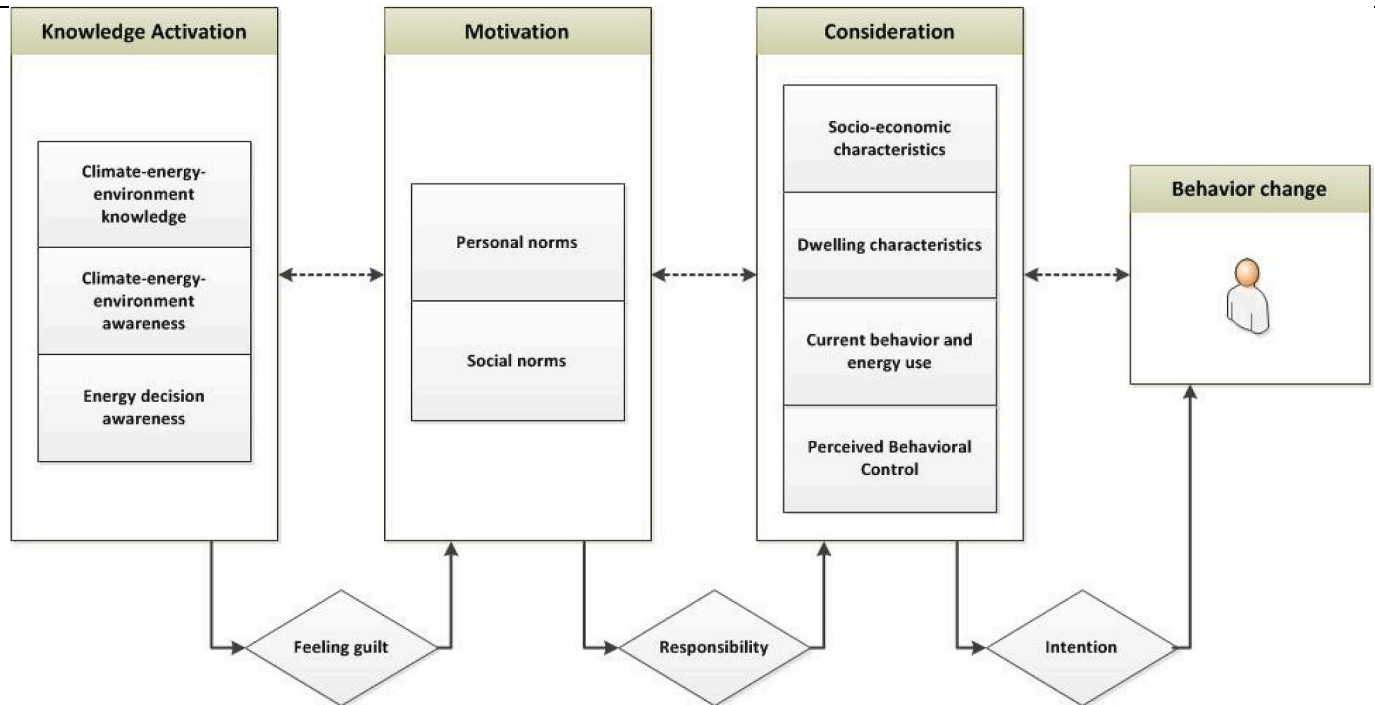 Knowledge Activation
Climate-energy-
environment
knowledge
Climate-energy-
environment
awareness
Energy decision
awareness
Motivation
Personal norms
Social norms
Consideration
Socio-economic
characteristics
Dwelling characteristics
Current behavior and
energy use
Perceived Behavioral
Control
Behavior change
Feeling guilt
Responsibility
Intention